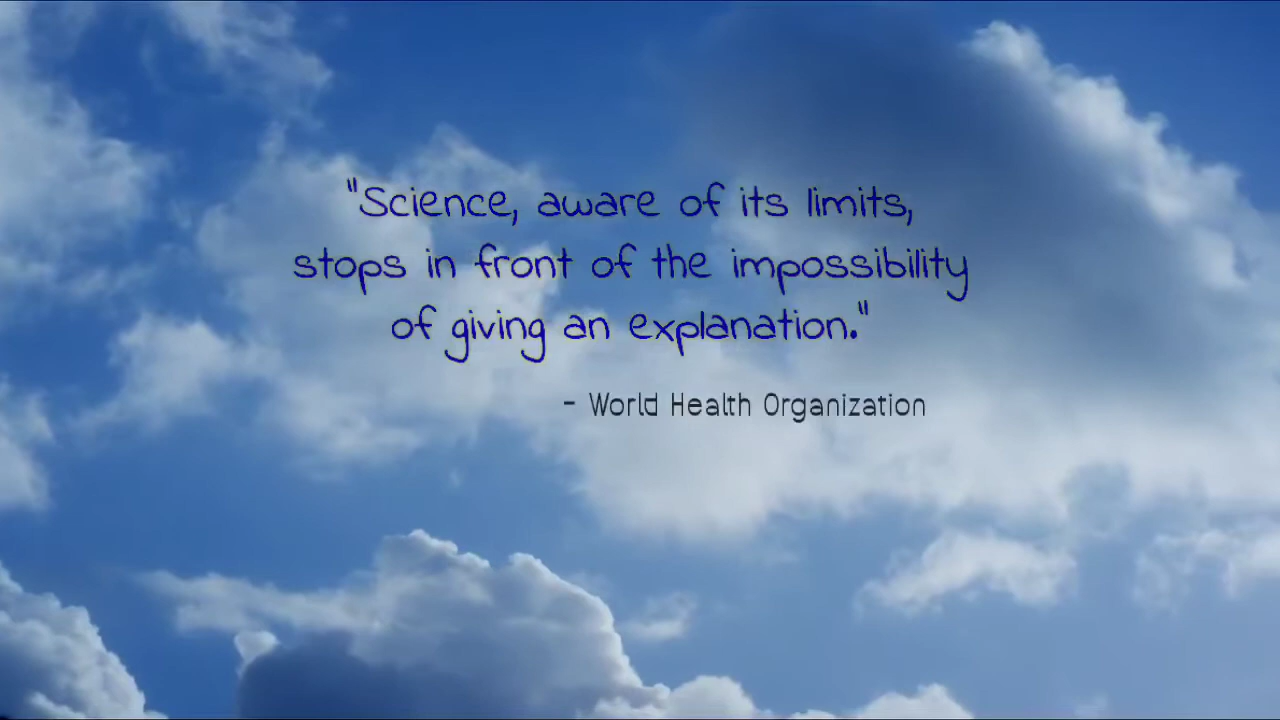 "Science, aware of its limits,
stops in front of the impossibility
of giving an explanation."
- World Health Organization